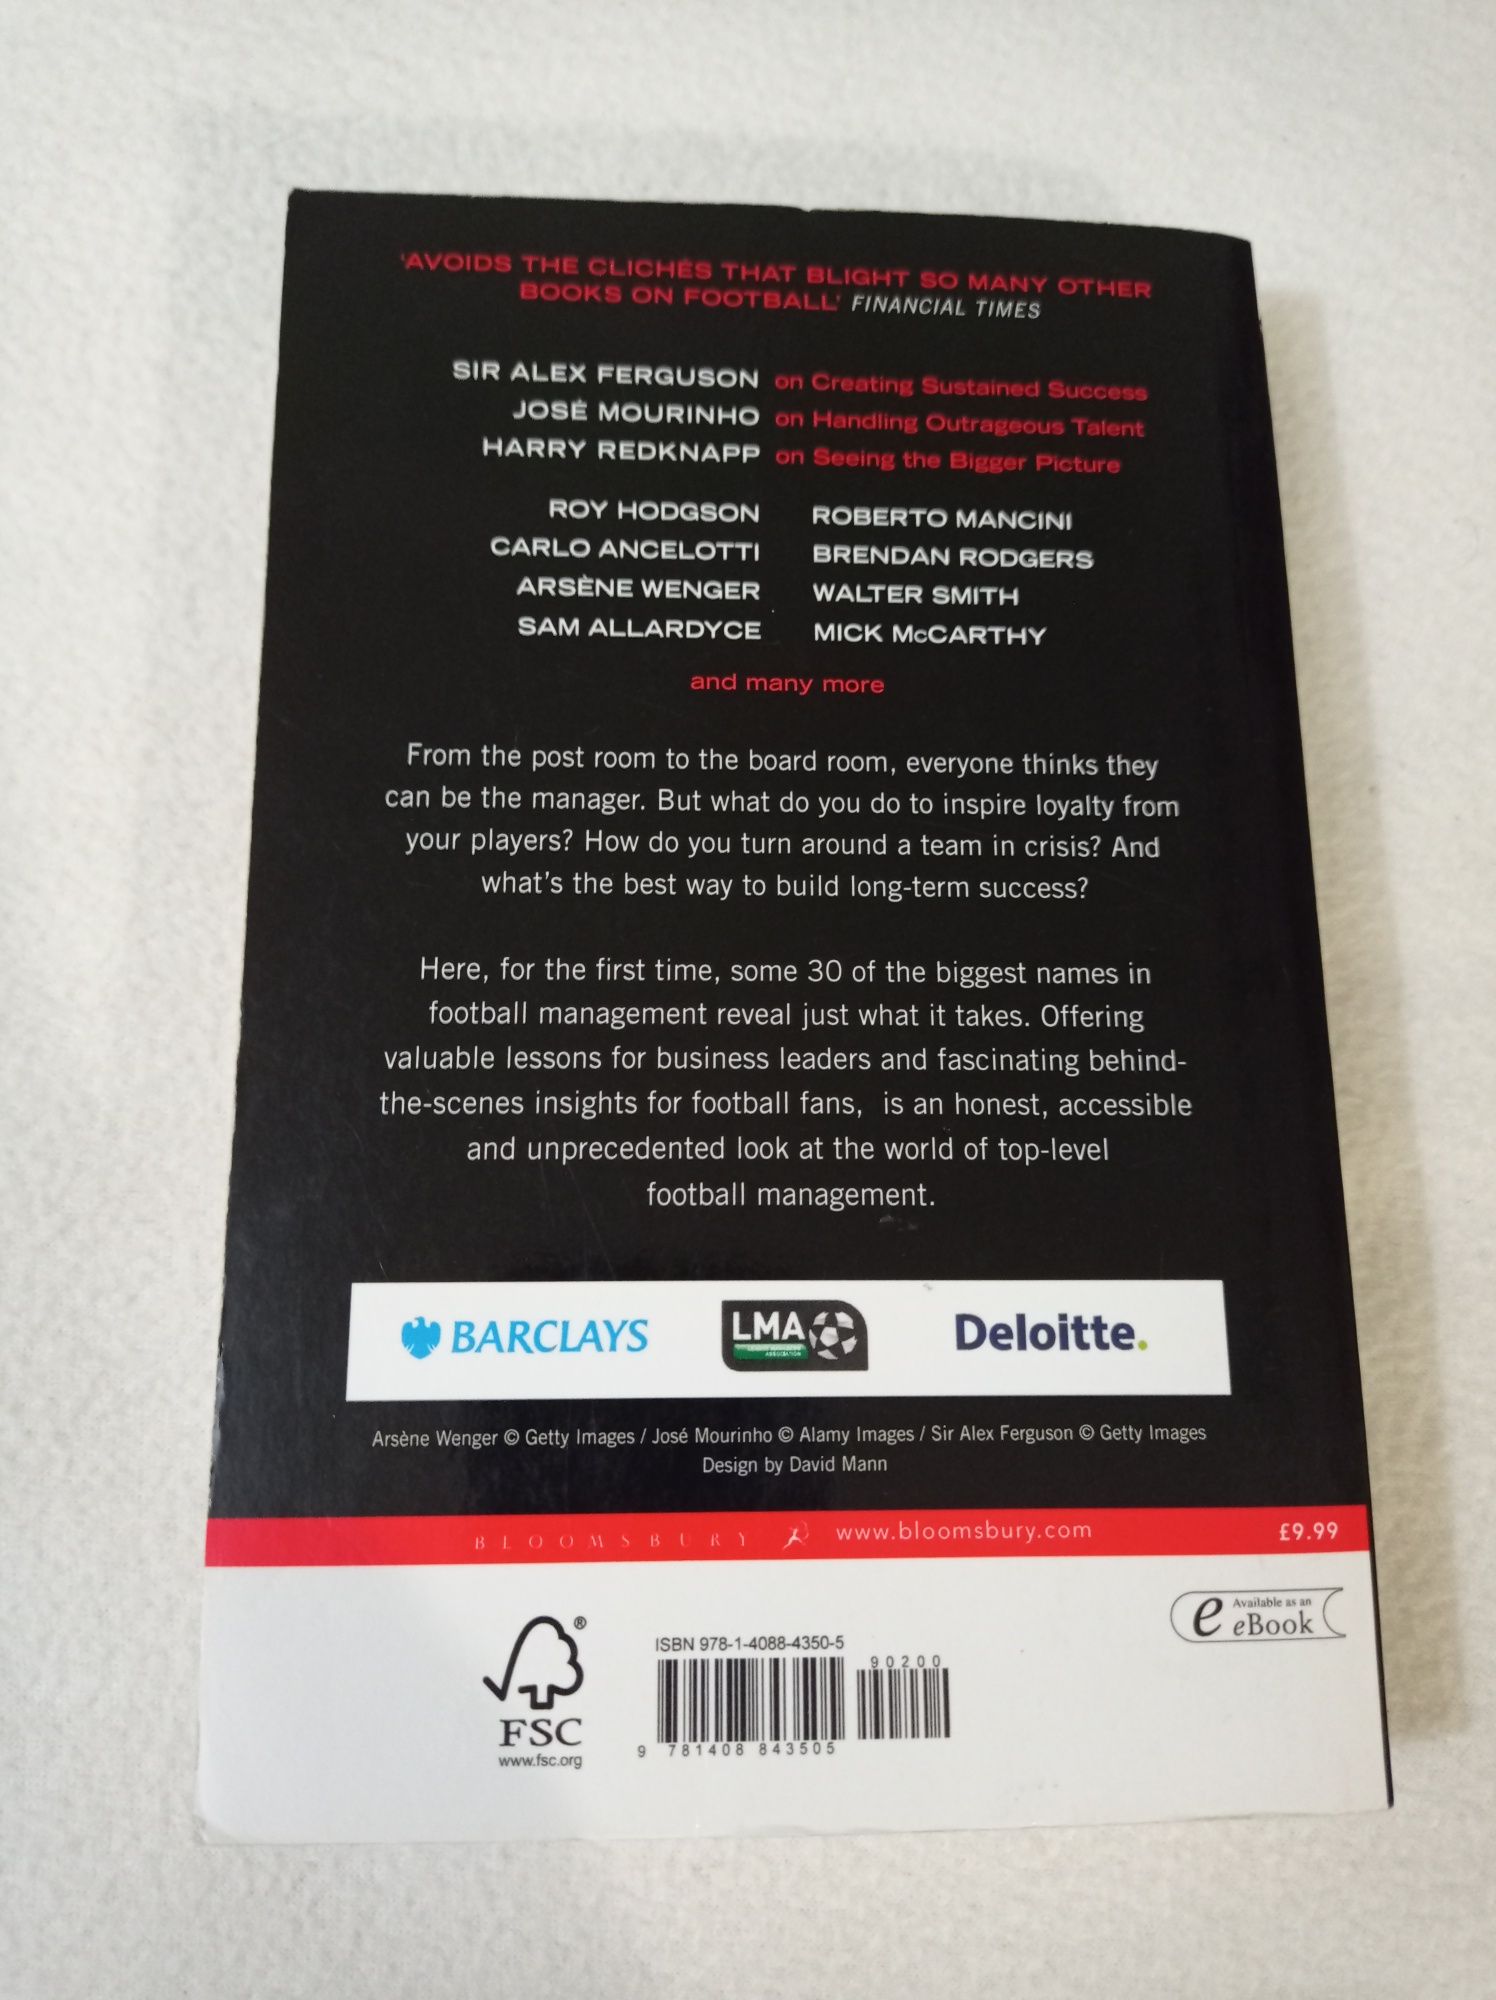 'AVOIDS THE CLICHÉS THAT BLIGHT SO MANY OTHER
BOOKS ON FOOTBALL' FINANCIAL TIMES
SIR ALEX FERGUSON on Creating Sustained Success
JOSÉ MOURINHO on Handling Outrageous Talent
HARRY REDKNAPP on Seeing the Bigger Picture
ROY HODGSON ROBERTO MANCINI
CARLO ANCELOTTI BRENDAN RODGERS
ARSÈNE WENGER WALTER SMITH
SAM ALLARDYCE MICK McCARTHY
and many more
From the post room to the board room, everyone thinks they
can be the manager. But what do you do to inspire loyalty from
your players? How do you turn around a team in crisis? And
what's the best way to build long-term success?
Here, for the first time, some 30 of the biggest names in
football management reveal just what it takes. Offering
valuable lessons for business leaders and fascinating behind-
the-scenes insights for football fans, is an honest, accessible
and unprecedented look at the world of top-level
football management.
BARCLAYS LMA Deloitte.
LEAGUE MANAGERS
ASSOCIATION
Arsène Wenger © Getty Images / José Mourinho © Alamy Images / Sir Alex Ferguson © Getty Images
Design by David Mann
BLOOMSBURY www.bloomsbury.com £9.99
Available as an
e eBook
®
FSC
www.fsc.org
ISBN 978-1-4088-4350-5
90200
9 781408 843505